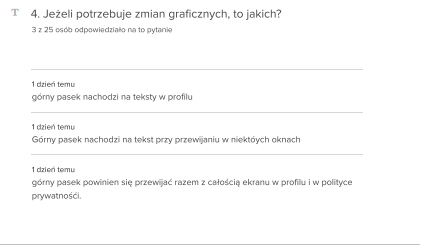 T 4. Jeżeli potrzebuje zmian graficznych, to jakich?
3 z 25 osób odpowiedziało na to pytanie
1 dzień temu
górny pasek nachodzi na teksty w profilu
1 dzień temu
Górny pasek nachodzi na tekst przy przewijaniu w niektóych oknach
1 dzień temu
górny pasek powinien się przewijać razem z całością ekranu w profilu i w polityce
prywatnośći.